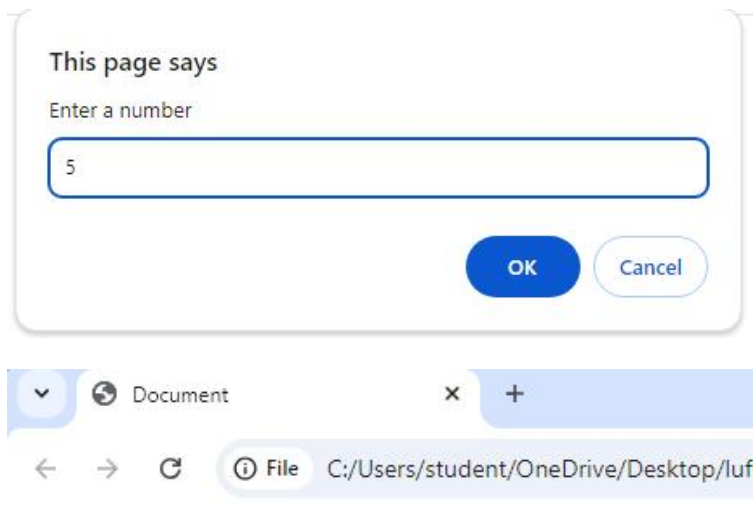 This page says
Enter a number
5
OK Cancel
Document
File C:/Users/student/OneDrive/Desktop/luf